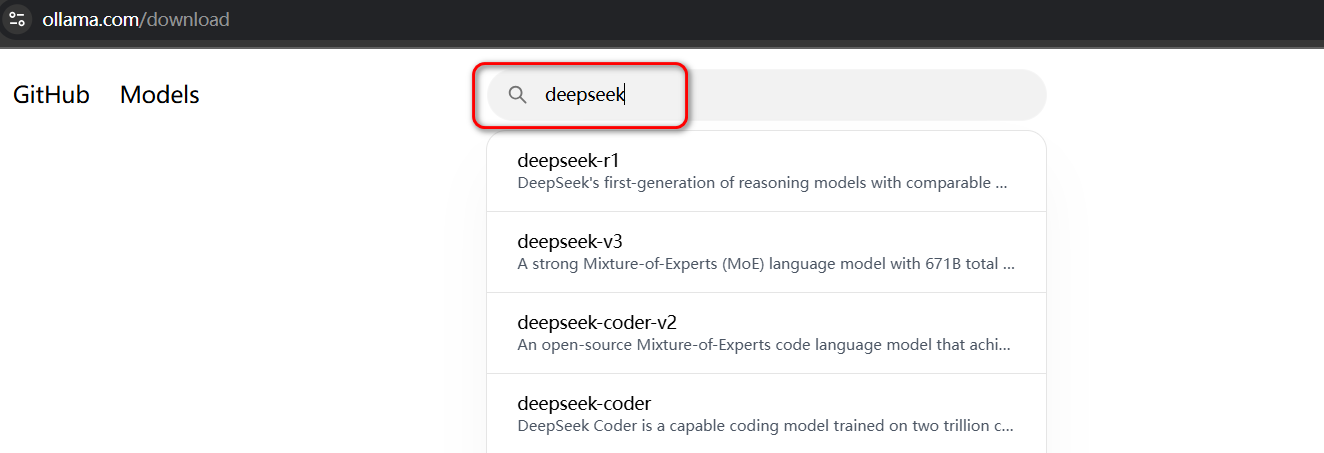 ollama.com/download
GitHub Models deepseek
deepseek-r1
DeepSeek's first-generation of reasoning models with comparable ...
deepseek-v3
A strong Mixture-of-Experts (MoE) language model with 671B total ...
deepseek-coder-v2
An open-source Mixture-of-Experts code language model that achi...
deepseek-coder
DeepSeek Coder is a capable coding model trained on two trillion c...